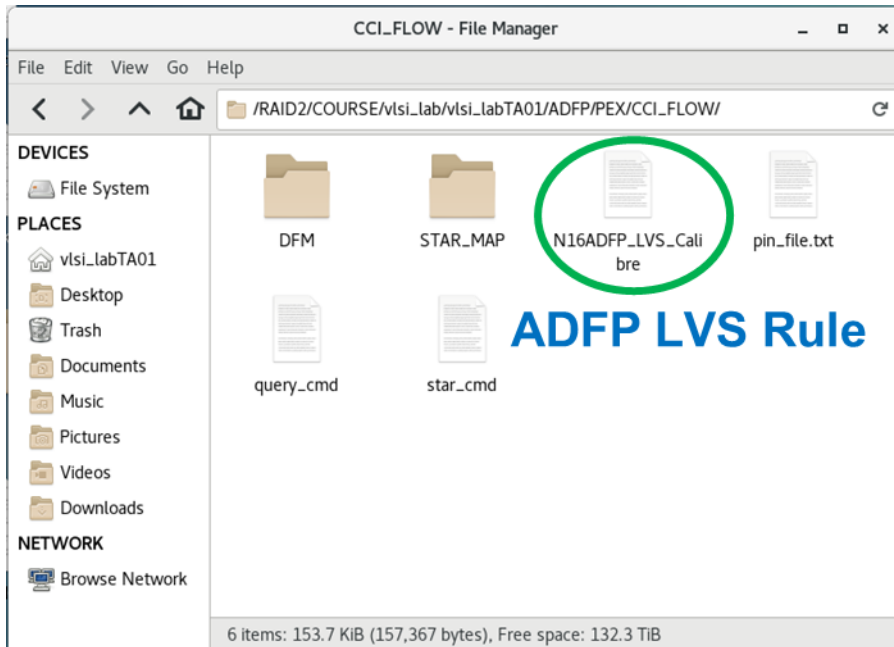 CCI_FLOW - File Manager
File Edit View Go Help
/RAID2/COURSE/vlsi_lab/vlsi_labTA01/ADFP/PEX/CCI_FLOW/
DEVICES
File System
PLACES
vlsi_labTA01
Desktop
Trash
Documents
Music
Pictures
Videos
Downloads
NETWORK
Browse Network
DFM
STAR_MAP
N16ADFP_LVS_Cali
bre
pin_file.txt
ADFP LVS Rule
query_cmd
star_cmd
6 items: 153.7 KiB (157,367 bytes), Free space: 132.3 TiB